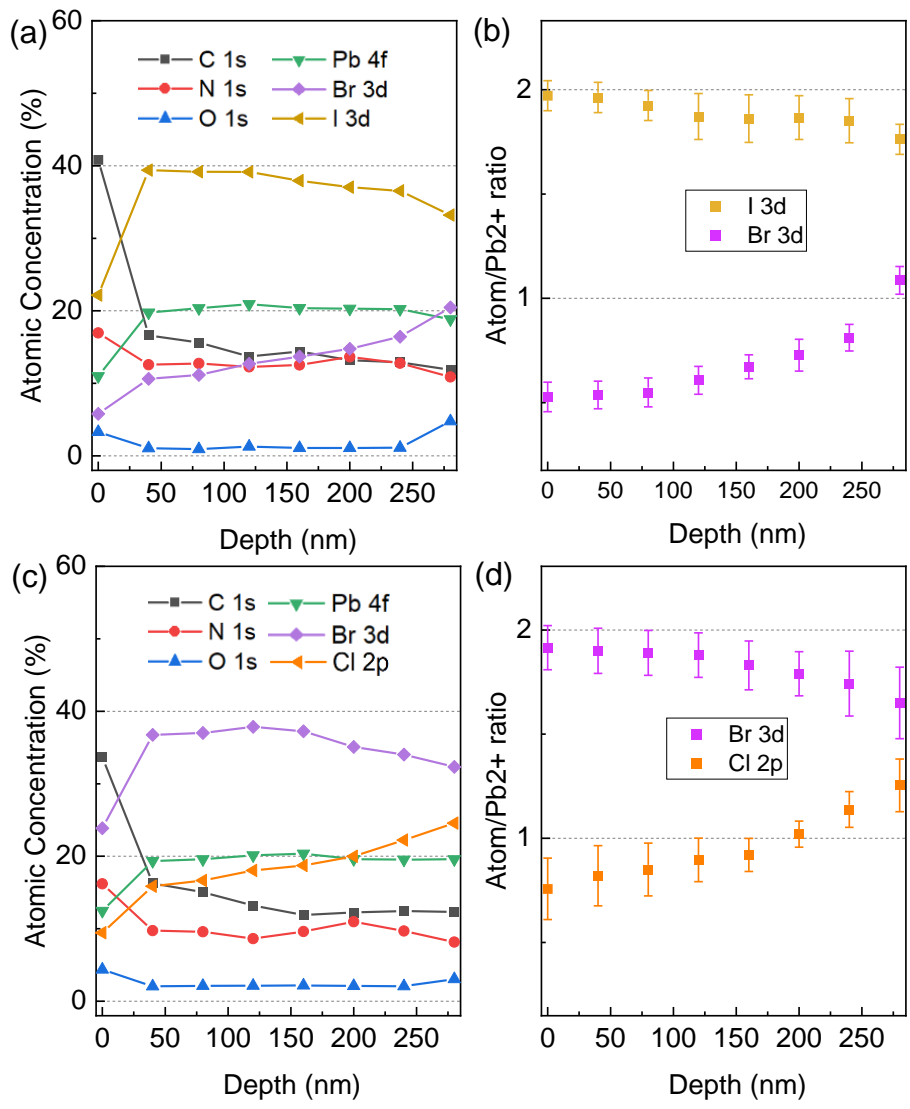 (a)
60
40
20
0
Atomic Concentration (%)
C 1s
N 1s
O 1s
Pb 4f
Br 3d
I 3d
0 50 100 150 200 250
Depth (nm)
(b)
2
1
Atom/Pb2+ ratio
I 3d
Br 3d
0 50 100 150 200 250
Depth (nm)
(c)
60
40
20
0
Atomic Concentration (%)
C 1s
N 1s
O 1s
Pb 4f
Br 3d
Cl 2p
0 50 100 150 200 250
Depth (nm)
(d)
2
1
Atom/Pb2+ ratio
Br 3d
Cl 2p
0 50 100 150 200 250
Depth (nm)